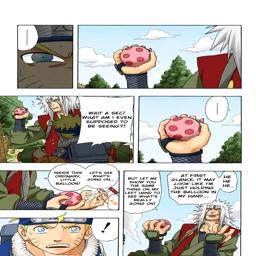 WAIT A SEC!
WHAT AM I EVEN
SUPPOSED TO
BE SEEING?!
HE
HE
AT FIRST
GLANCE, IT MAY
LOOK LIKE I'M
JUST HOLDING
THE BALLOON
IN MY
HAND...
BUT LET ME
SHOW YOU
THE SAME
THING ON MY
LEFT HAND
TO SEE
WHAT'S REALLY
GOING ON.
LET'S SEE
WHAT'S
GOING ON...
INSIDE THIS
ORDINARY,
LITTLE
BALLOON!
!